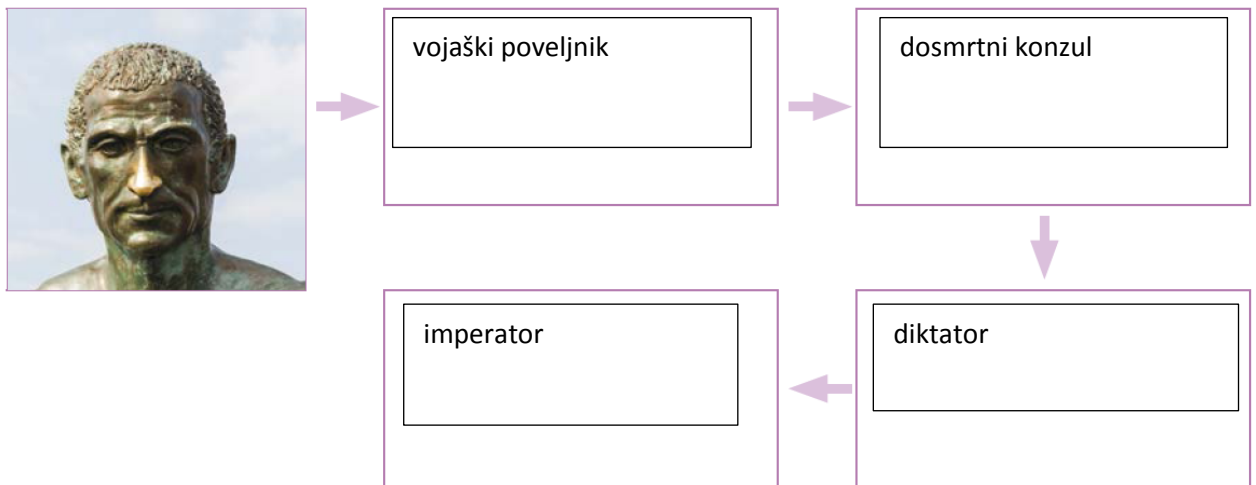 vojaški poveljnik
dosmrtni konzul
diktator
imperator